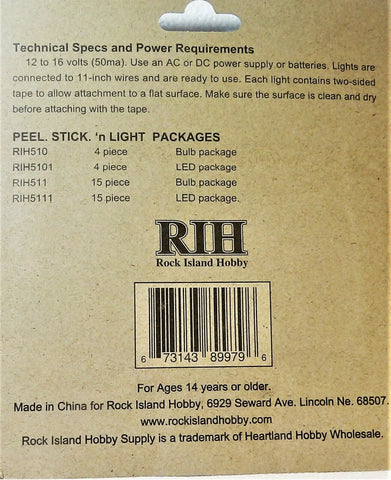 Technical Specs and Power Requirements
12 to 16 volts (50ma). Use an AC or DC power supply or batteries. Lights are
connected to 11-inch wires and are ready to use. Each light contains two-sided
tape to allow attachment to a flat surface. Make sure the surface is clean and dry
before attaching with the tape.
PEEL. STICK. 'n LIGHT PACKAGES
RIH510 4 piece Bulb package
RIH5101 4 piece LED package
RIH511 15 piece Bulb package
RIH5111 15 piece LED package.
RIH
Rock Island Hobby
6 73143 89979 6
For Ages 14 years or older.
Made in China for Rock Island Hobby, 6929 Seward Ave. Lincoln Ne. 68507.
www.rockislandhobby.com
Rock Island Hobby Supply is a trademark of Heartland Hobby Wholesale.